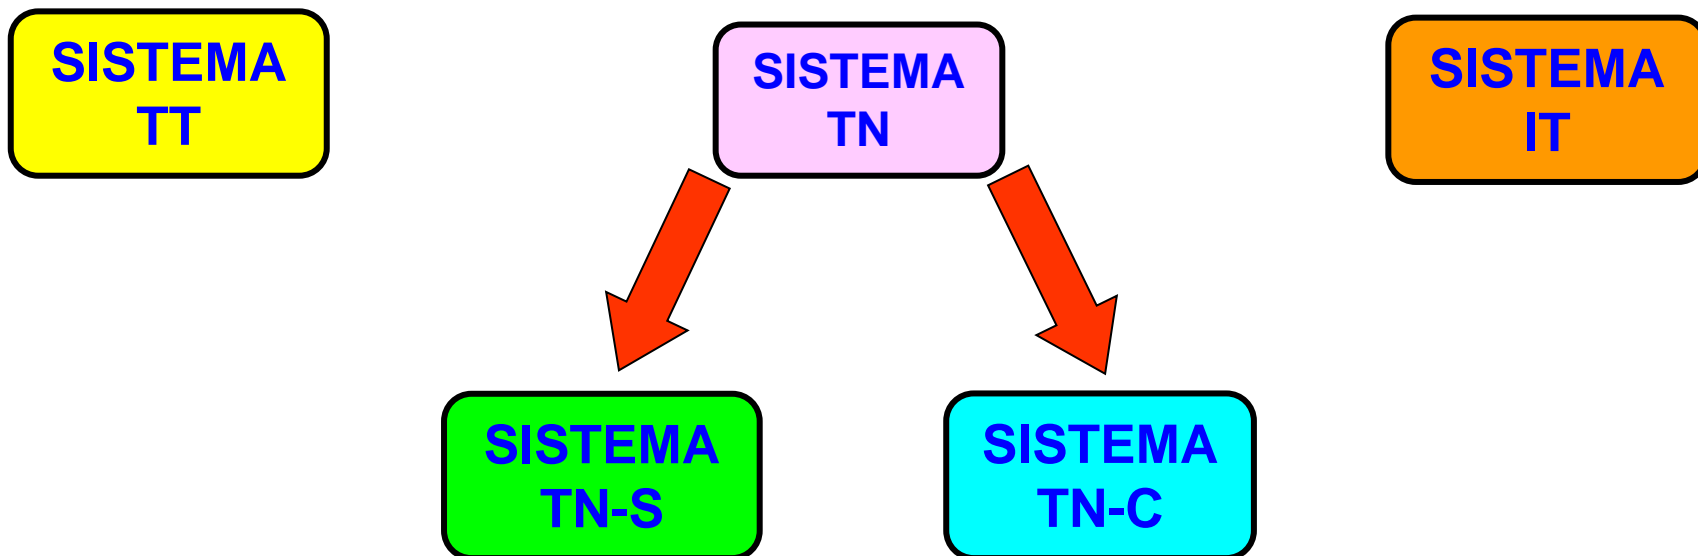 SISTEMA
TT
SISTEMA
TN
SISTEMA
IT
SISTEMA
TN-S
SISTEMA
TN-C